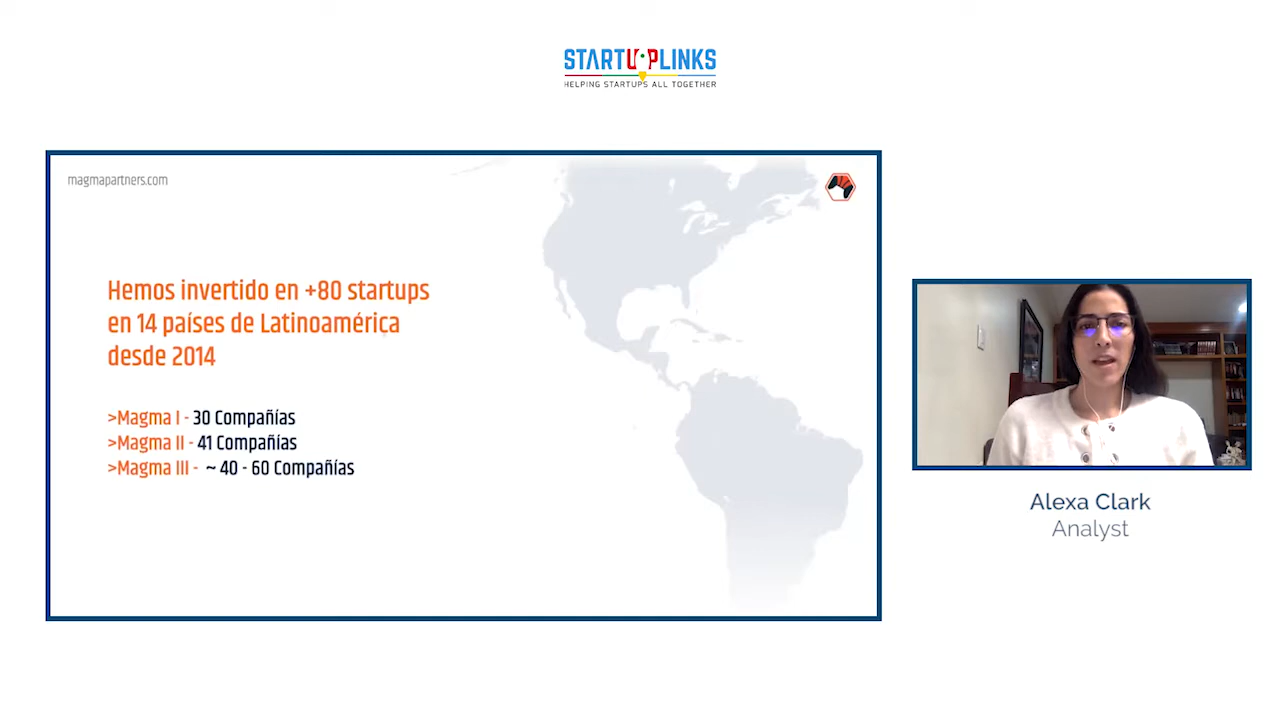 STARTUPLINKS
HELPING STARTUPS ALL TOGETHER
magmapartners.com
Hemos invertido en +80 startups
en 14 países de Latinoamérica
desde 2014
>Magma I - 30 Compañías
>Magma II - 41 Compañías
>Magma III - ~ 40 - 60 Compañías
Alexa Clark
Analyst